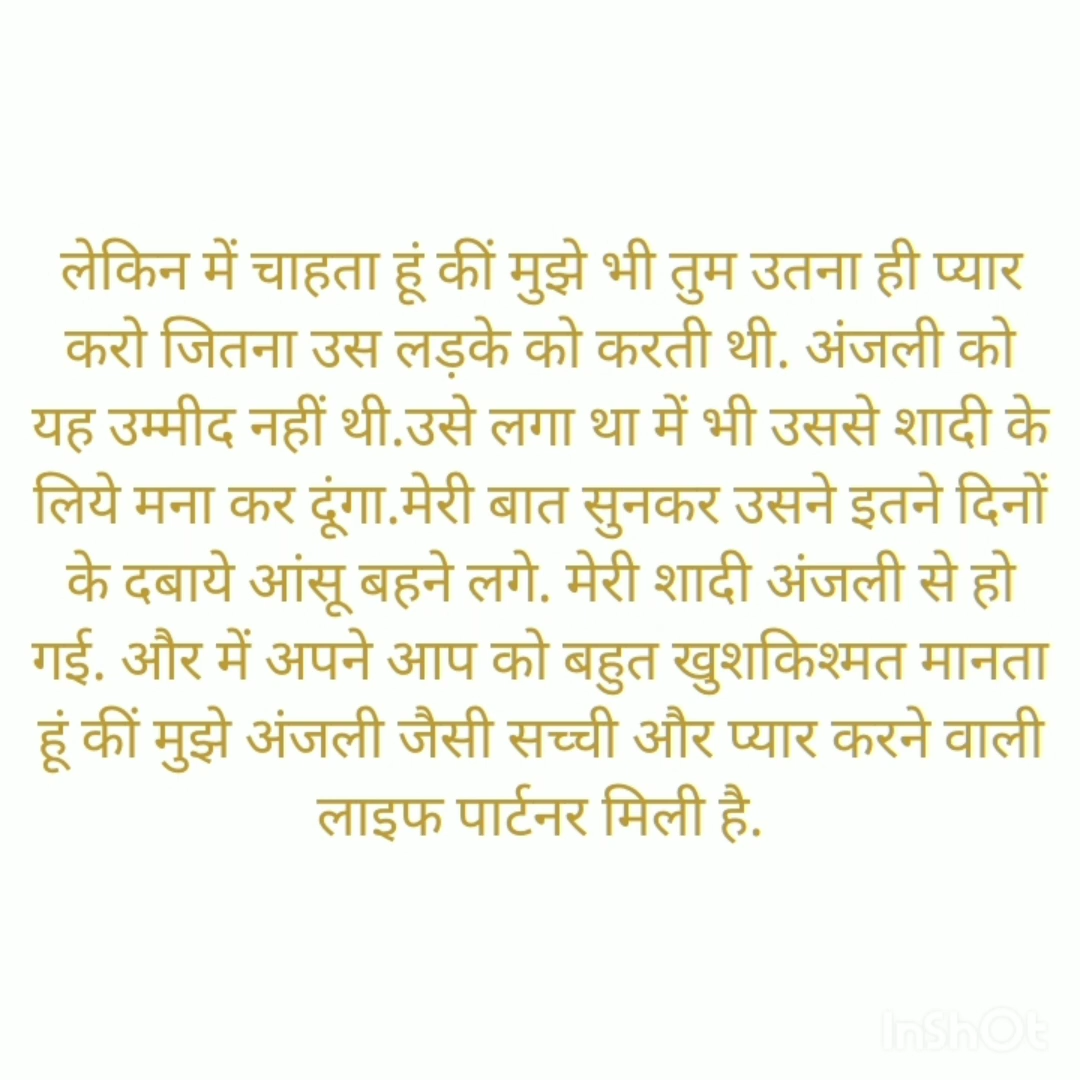 लेकिन में चाहता हूं कीं मुझे भी तुम उतना ही प्यार
करो जितना उस लड़के को करती थी. अंजली को
यह उम्मीद नहीं थी.उसे लगा था में भी उससे शादी के
लिये मना कर दूंगा.मेरी बात सुनकर उसने इतने दिनों
के दबाये आंसू बहने लगे. मेरी शादी अंजली से हो
गई. और में अपने आप को बहुत खुशकिश्मत मानता
हूं कीं मुझे अंजली जैसी सच्ची और प्यार करने वाली
लाइफ पार्टनर मिली है.
InShOt